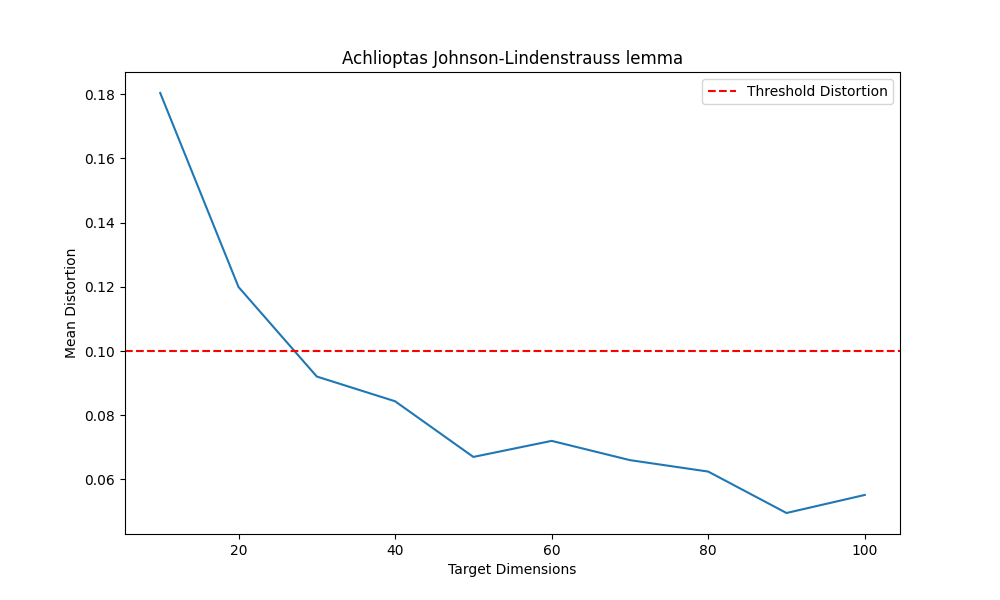 Achlioptas Johnson-Lindenstrauss lemma
Threshold Distortion
0.18
0.16
0.14
0.12
0.10
0.08
0.06
Mean Distortion
20 40 60 80 100
Target Dimensions